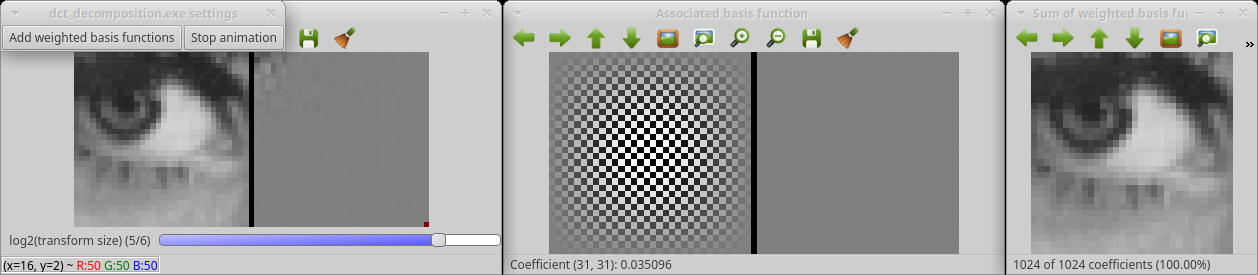 dct_decomposition.exe settings
Add weighted basis functions
Stop animation
log2(transform size) (5/6)
(x=16, y=2) ~ R:50 G:50 B:50
Associated basis function
Coefficient (31, 31): 0.035096
Sum of weighted basis fu
1024 of 1024 coefficients (100.00%)